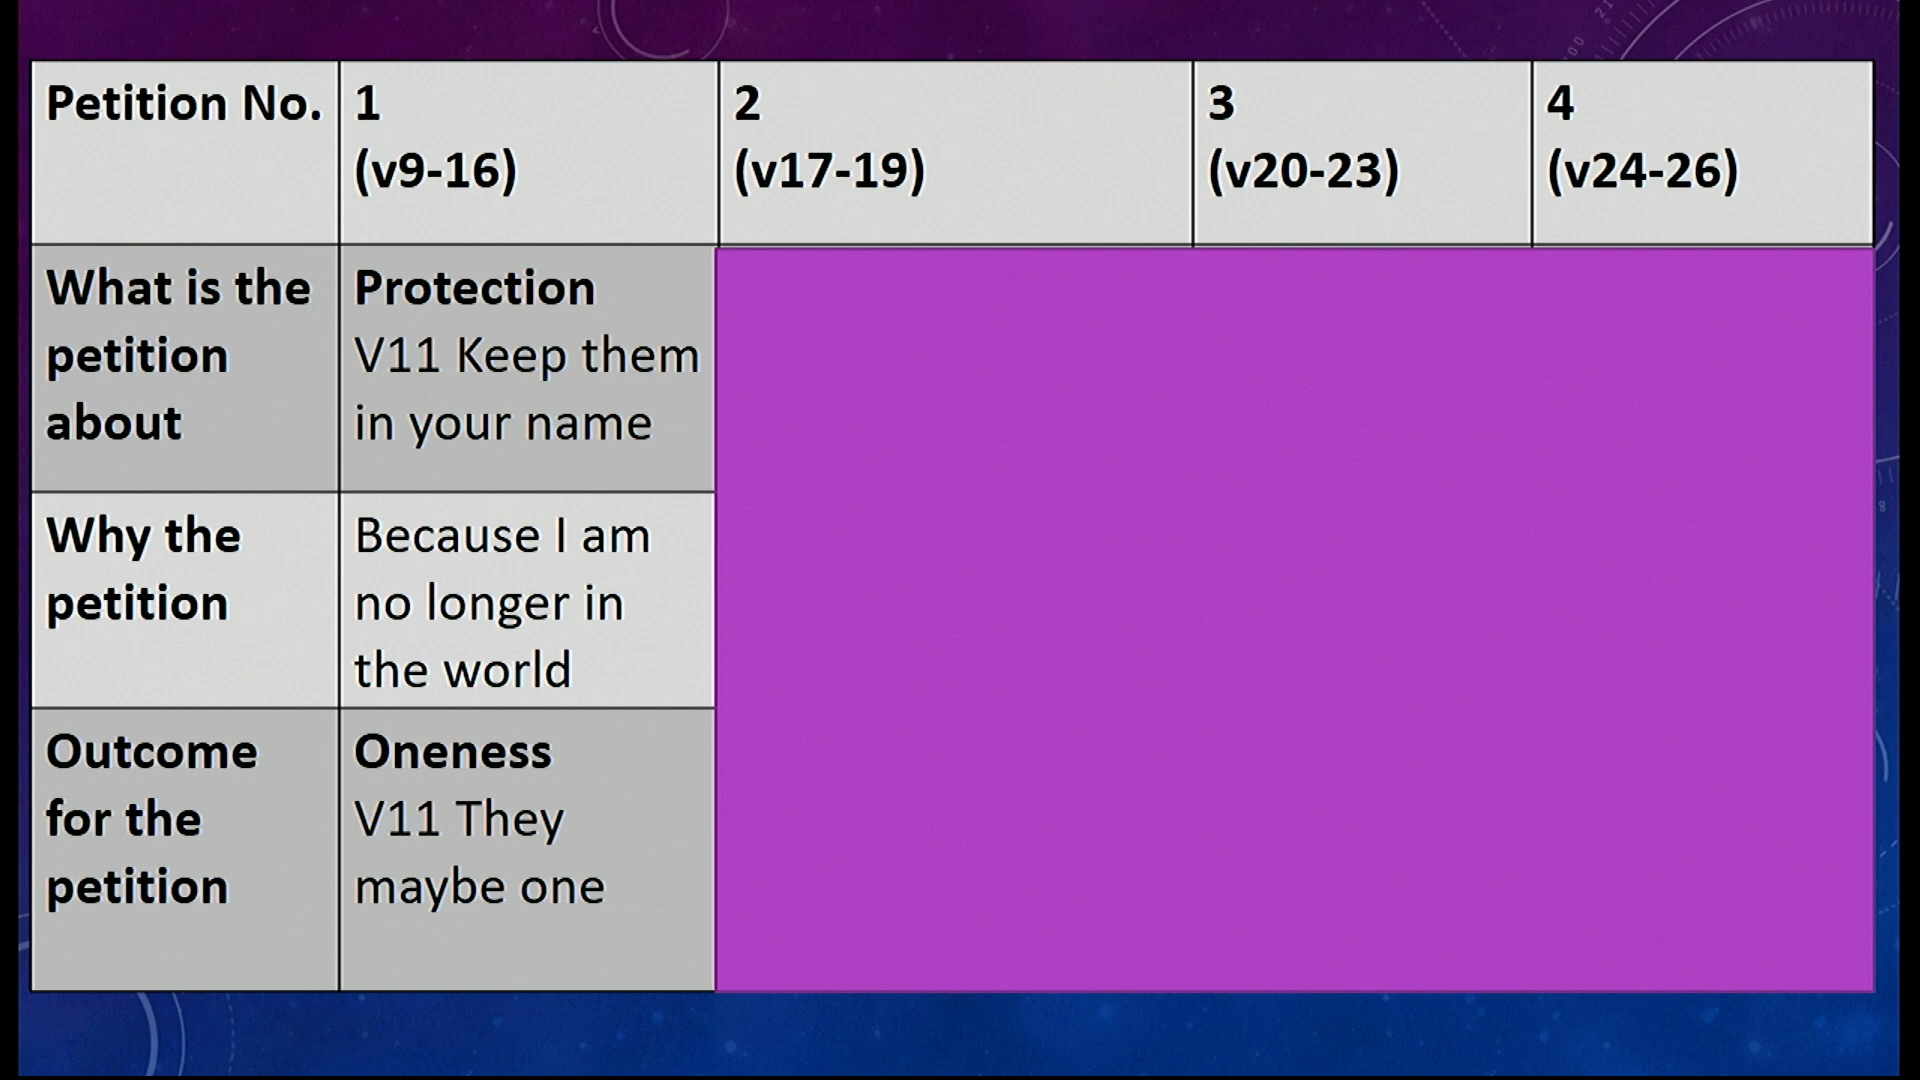 Petition No.
1
(v9-16)
2
(v17-19)
3
(v20-23)
4
(v24-26)
What is the
petition
about
Protection
V11 Keep them
in your name
Why the
petition
Because I am
no longer in
the world
Outcome
for the
petition
Oneness
V11 They
maybe one